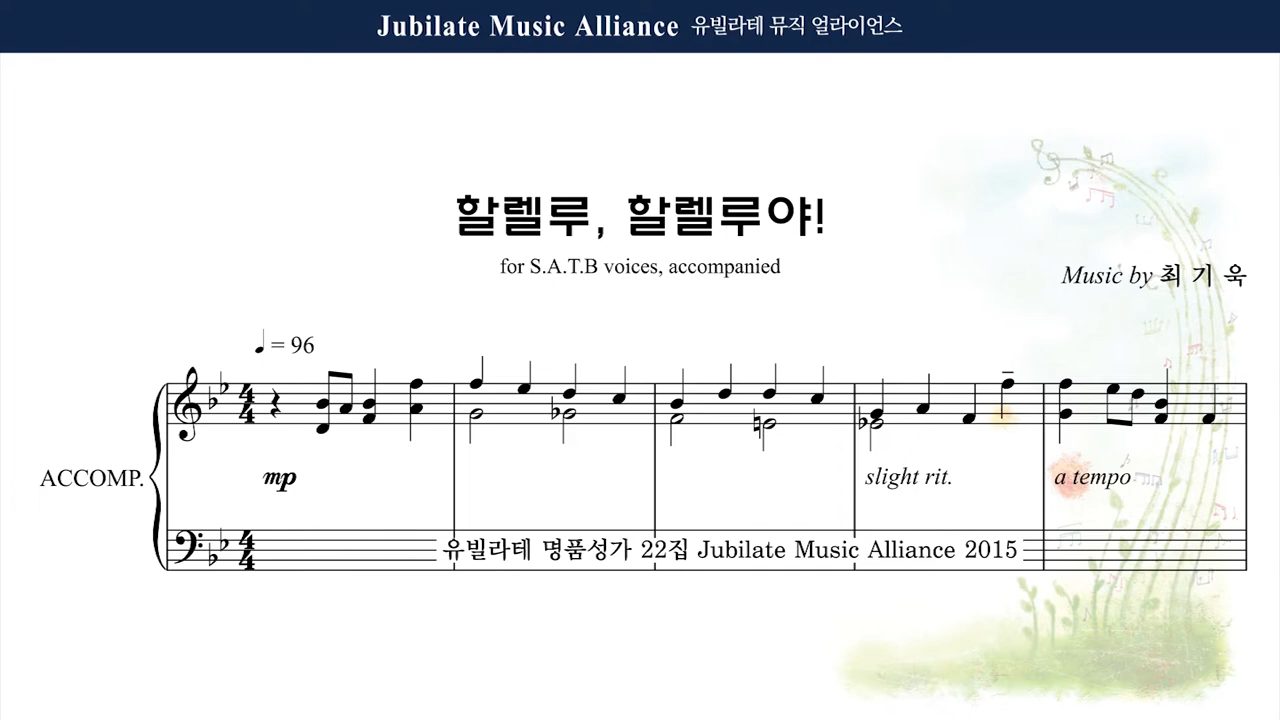 Jubilate Music Alliance 유빌라테 뮤직 얼라이언스
할렐루, 할렐루야!
for S.A.T.B voices, accompanied
Music by 최 기 욱
= 96
ACCOMP.
mp
slight rit.
a tempo
유빌라테 명품성가 22집 Jubilate Music Alliance 2015